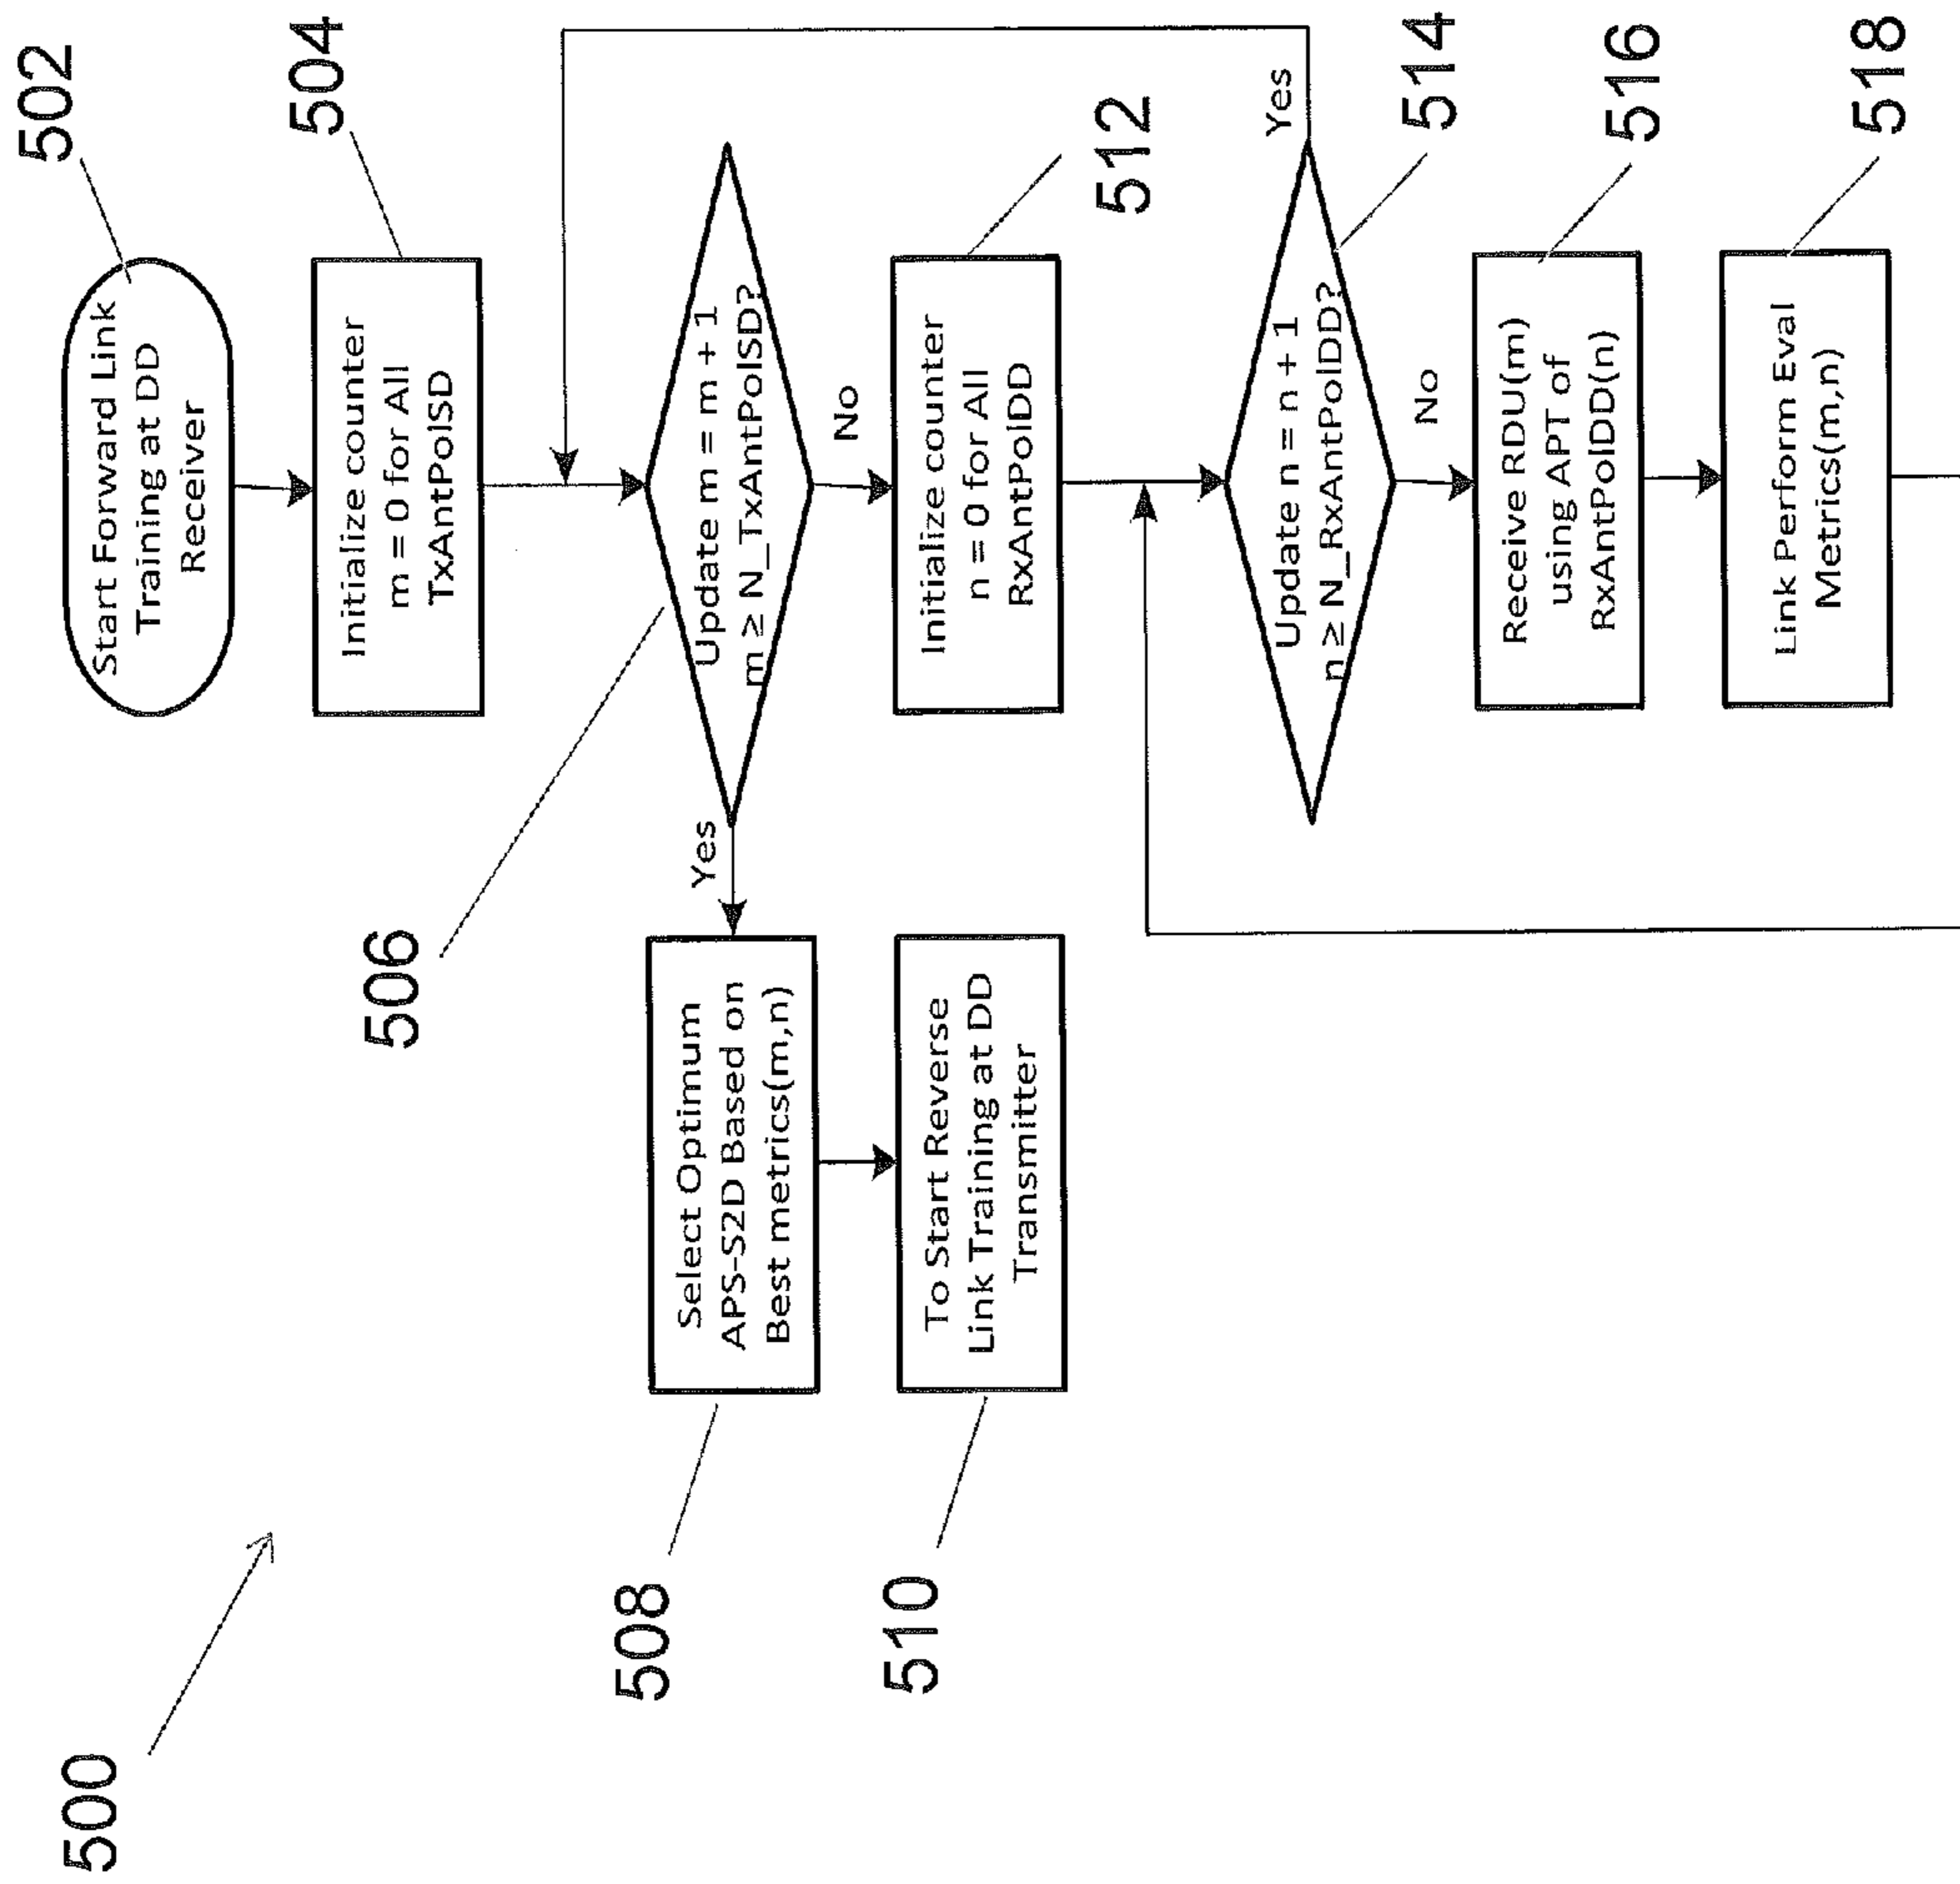 500
502
Start Forward Link
Training at DD
Receiver
504
Initialize counter
m = 0 for All
TxAntPolSD
506
Update m = m + 1
m ≥ N_TxAntPolSD?
Yes
No
508
Select Optimum
APS-S2D Based on
Best metrics(m,n)
510
To Start Reverse
Link Training at DD
Transmitter
512
Initialize counter
n = 0 for All
RxAntPolDD
514
Update n = n + 1
n ≥ N_RxAntPolDD?
Yes
No
516
Receive RDU(m)
using APT of
RxAntPolDD(n)
518
Link Perform Eval
Metrics(m,n)